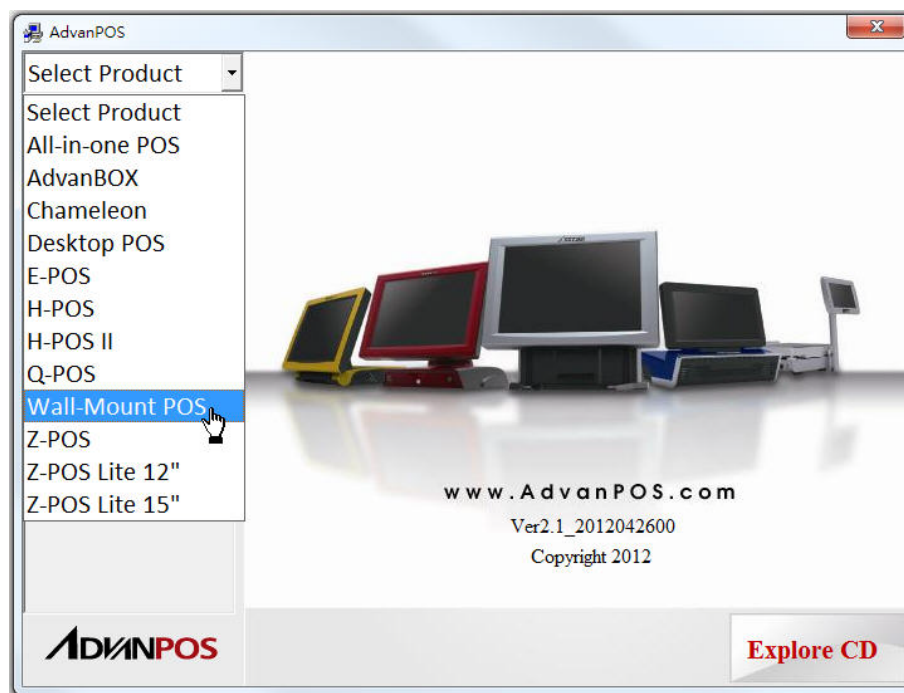 AdvanPOS
Select Product
Select Product
All-in-one POS
AdvanBOX
Chameleon
Desktop POS
E-POS
H-POS
H-POS II
Q-POS
Wall-Mount POS
Z-POS
Z-POS Lite 12"
Z-POS Lite 15"
www.AdvanPOS.com
Ver2.1_2012042600
Copyright 2012
ADVANPOS
Explore CD